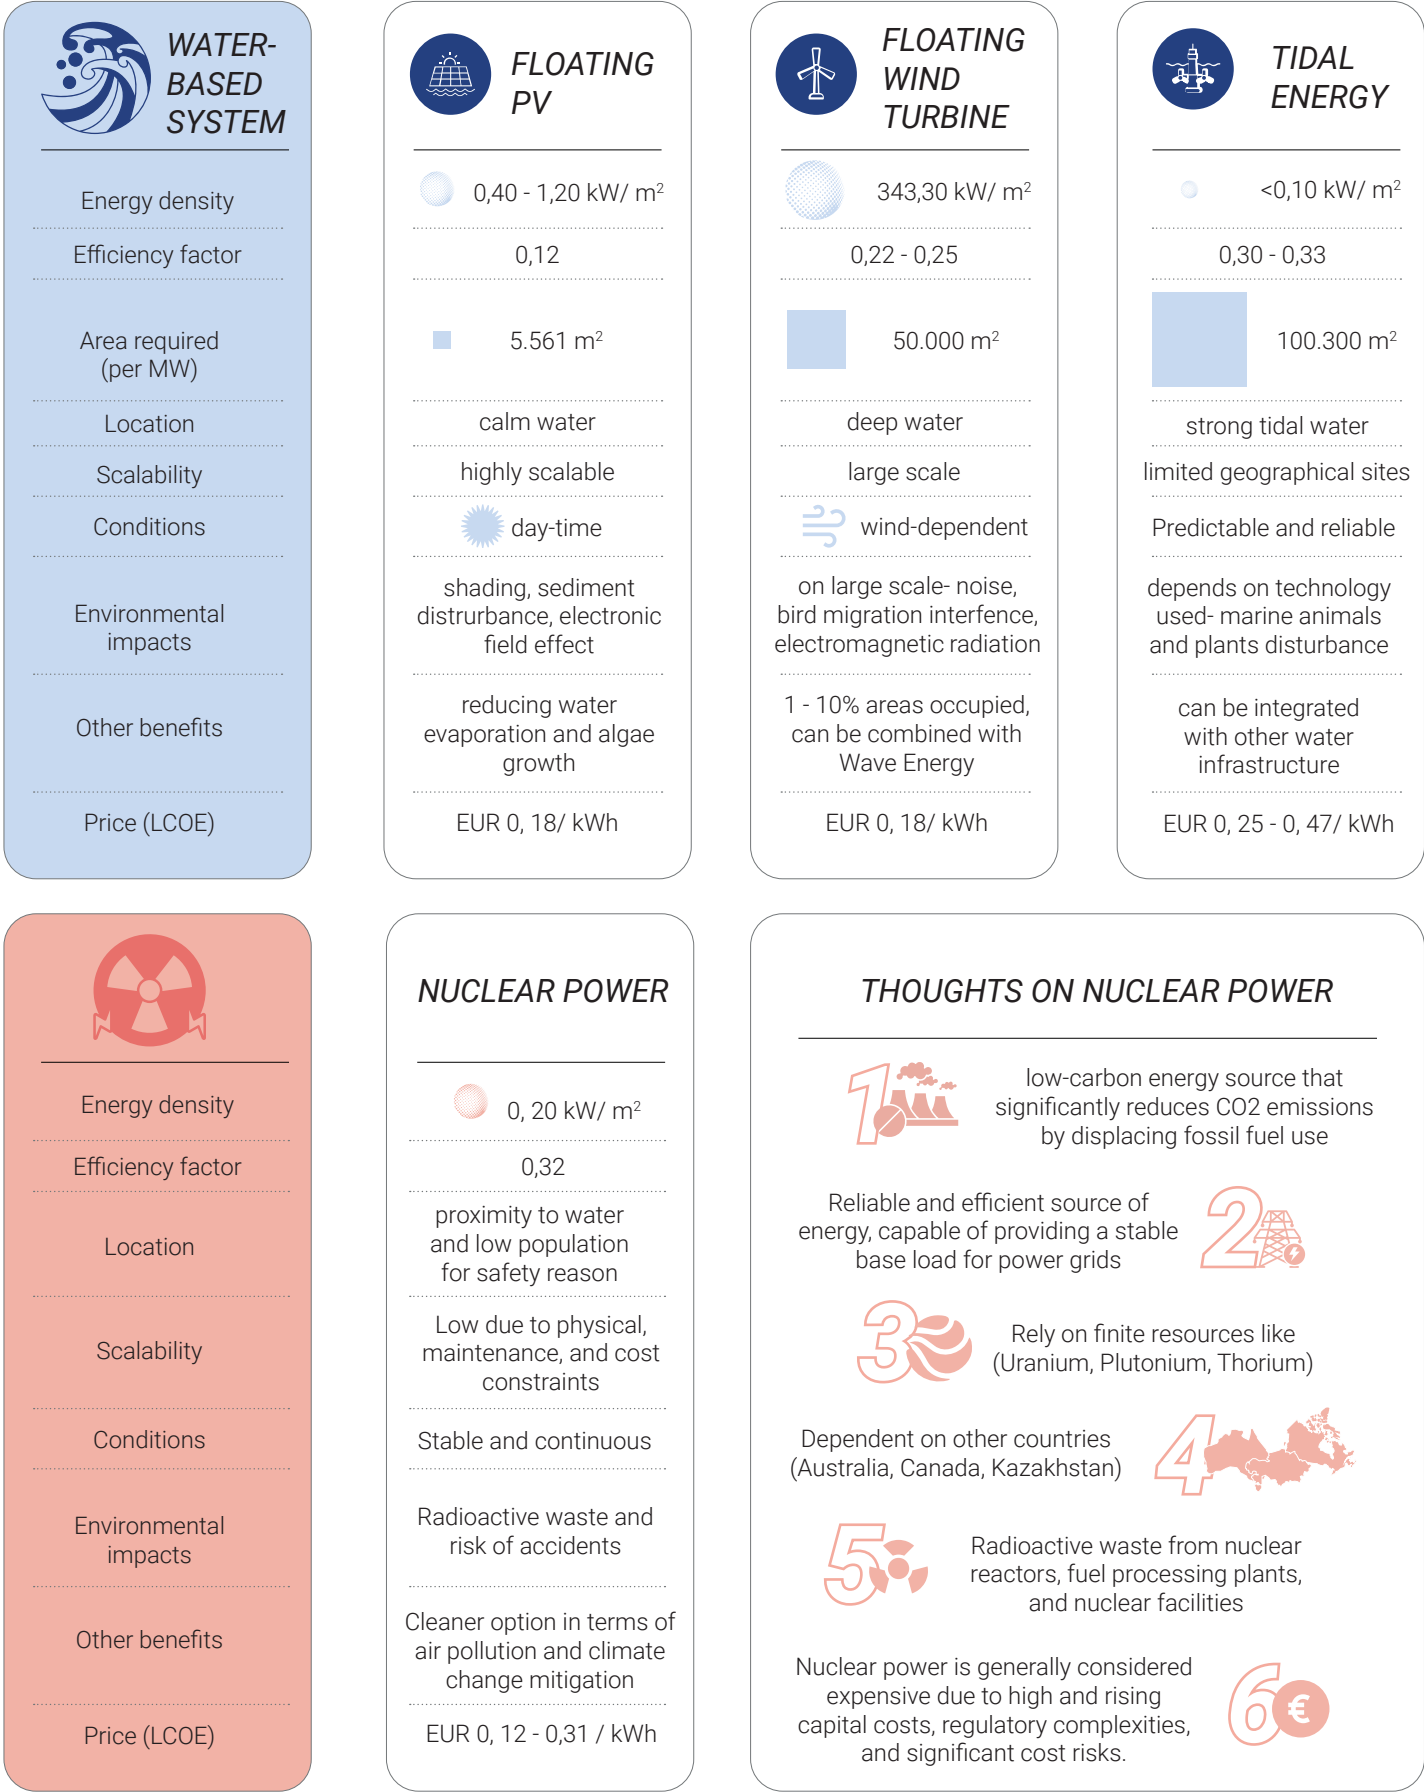 WATER-
BASED
SYSTEM
Energy density
Efficiency factor
Area required
(per MW)
Location
Scalability
Conditions
Environmental
impacts
Other benefits
Price (LCOE)
FLOATING
PV
0,40 - 1,20 kW/ m²
0,12
5.561 m²
calm water
highly scalable
day-time
shading, sediment
distrurbance, electronic
field effect
reducing water
evaporation and algae
growth
EUR 0, 18/ kWh
FLOATING
WIND
TURBINE
343,30 kW/ m²
0,22 - 0,25
50.000 m²
deep water
large scale
wind-dependent
on large scale- noise,
bird migration interfence,
electromagnetic radiation
1 - 10% areas occupied,
can be combined with
Wave Energy
EUR 0, 18/ kWh
TIDAL
ENERGY
<0,10 kW/ m²
0,30 - 0,33
100.300 m²
strong tidal water
limited geographical sites
Predictable and reliable
depends on technology
used- marine animals
and plants disturbance
can be integrated
with other water
infrastructure
EUR 0, 25 - 0, 47/ kWh
Energy density
Efficiency factor
Location
Scalability
Conditions
Environmental
impacts
Other benefits
Price (LCOE)
NUCLEAR POWER
0, 20 kW/ m²
0,32
proximity to water
and low population
for safety reason
Low due to physical,
maintenance, and cost
constraints
Stable and continuous
Radioactive waste and
risk of accidents
Cleaner option in terms of
air pollution and climate
change mitigation
EUR 0, 12 - 0,31 / kWh
THOUGHTS ON NUCLEAR POWER
1
low-carbon energy source that
significantly reduces CO2 emissions
by displacing fossil fuel use
Reliable and efficient source of
energy, capable of providing a stable
base load for power grids
2
3
Rely on finite resources like
(Uranium, Plutonium, Thorium)
Dependent on other countries
(Australia, Canada, Kazakhstan)
4
5
Radioactive waste from nuclear
reactors, fuel processing plants,
and nuclear facilities
Nuclear power is generally considered
expensive due to high and rising
capital costs, regulatory complexities,
and significant cost risks.
6 €